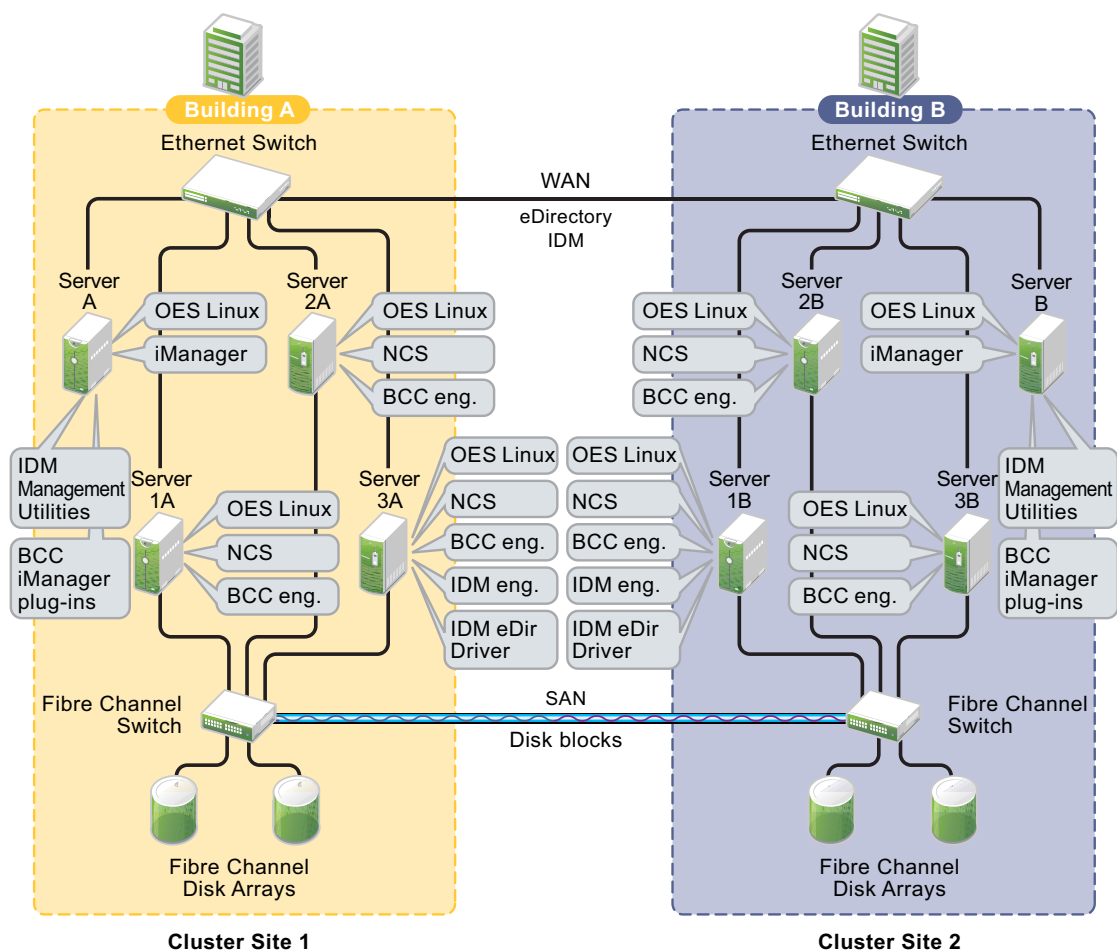 Building A
Ethernet Switch
Building B
Ethernet Switch
WAN
eDirectory
IDM
Server
A
Server
2A
Server
2B
Server
B
OES Linux
iManager
OES Linux
NCS
BCC eng.
OES Linux
NCS
BCC eng.
OES Linux
iManager
IDM
Management
Utilities
BCC
iManager
plug-ins
Server
1A
OES Linux
NCS
BCC eng.
Server
3A
OES Linux
NCS
BCC eng.
IDM eng.
IDM eDir
Driver
OES Linux
NCS
BCC eng.
IDM eng.
IDM eDir
Driver
Server
1B
OES Linux
NCS
BCC eng.
Server
3B
IDM
Management
Utilities
BCC
iManager
plug-ins
Fibre Channel
Switch
SAN
Disk blocks
Fibre Channel
Switch
Fibre Channel
Disk Arrays
Fibre Channel
Disk Arrays
Cluster Site 1
Cluster Site 2